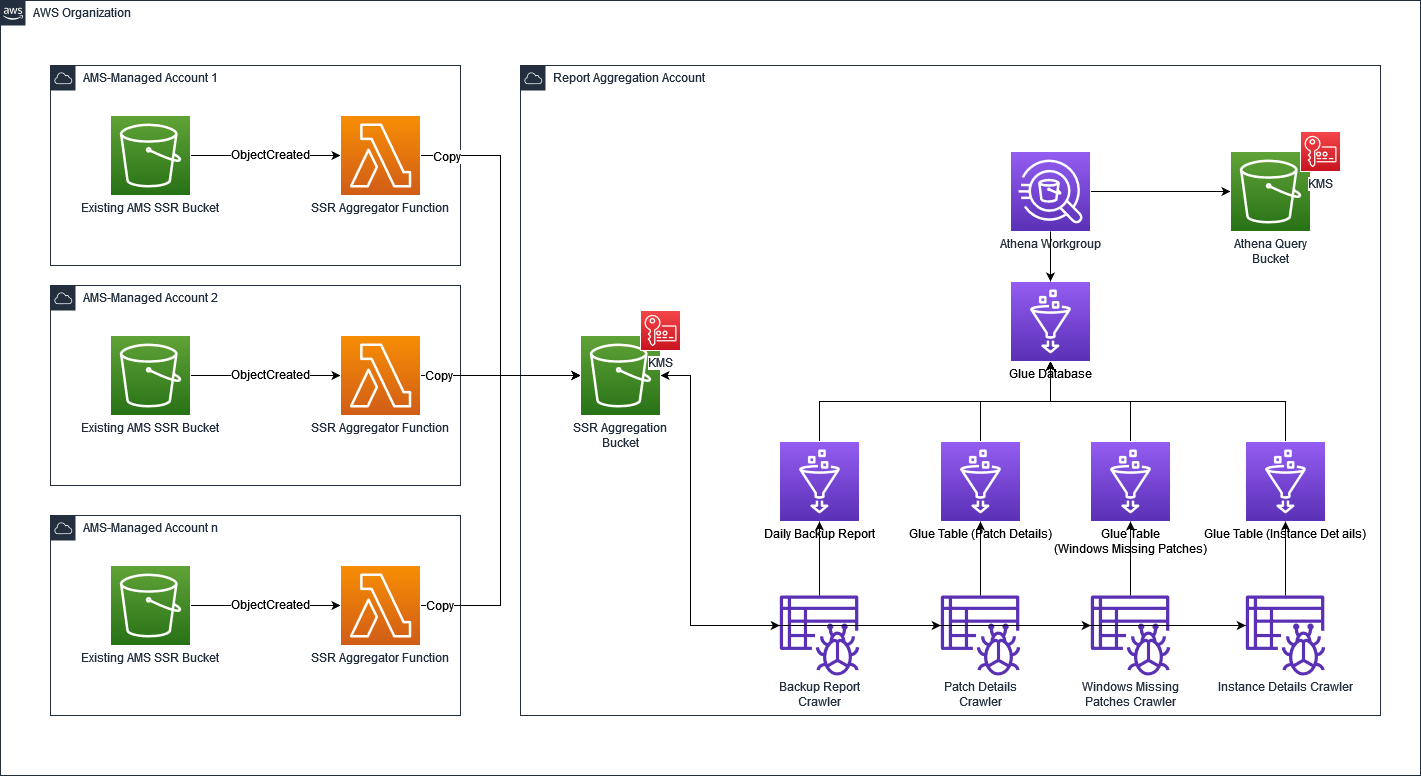 aws
AWS Organization
AMS-Managed Account 1
ObjectCreated
Copy
Existing AMS SSR Bucket
SSR Aggregator Function
AMS-Managed Account 2
ObjectCreated
Copy
Existing AMS SSR Bucket
SSR Aggregator Function
AMS-Managed Account n
ObjectCreated
Copy
Existing AMS SSR Bucket
SSR Aggregator Function
Report Aggregation Account
KMS
Athena Workgroup
Athena Query
Bucket
KMS
SSR Aggregation
Bucket
Glue Database
Daily Backup Report
Glue Table (Patch Details)
Glue Table
(Windows Missing Patches)
Glue Table (Instance Details)
Backup Report
Crawler
Patch Details
Crawler
Windows Missing
Patches Crawler
Instance Details Crawler